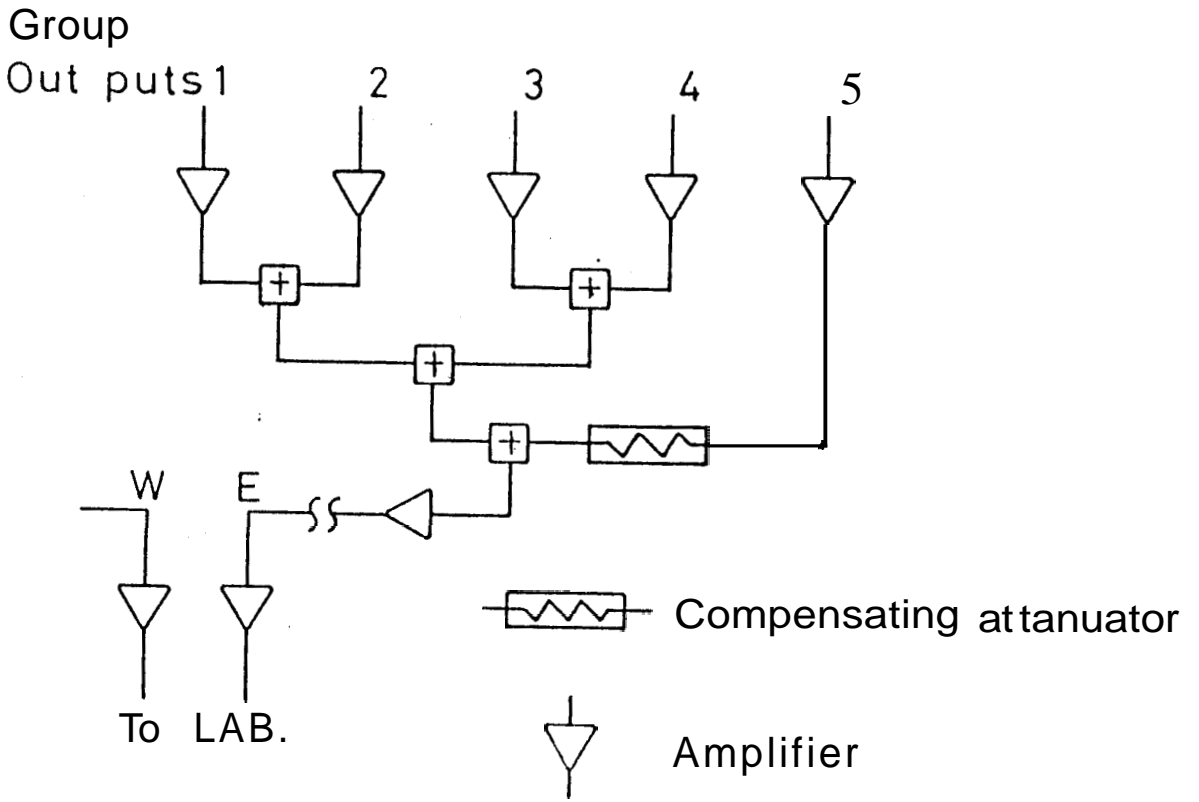 Group
Out puts 1 2 3 4 5
+ +
+
+
W E
Compensating attanuator
To LAB.
Amplifier